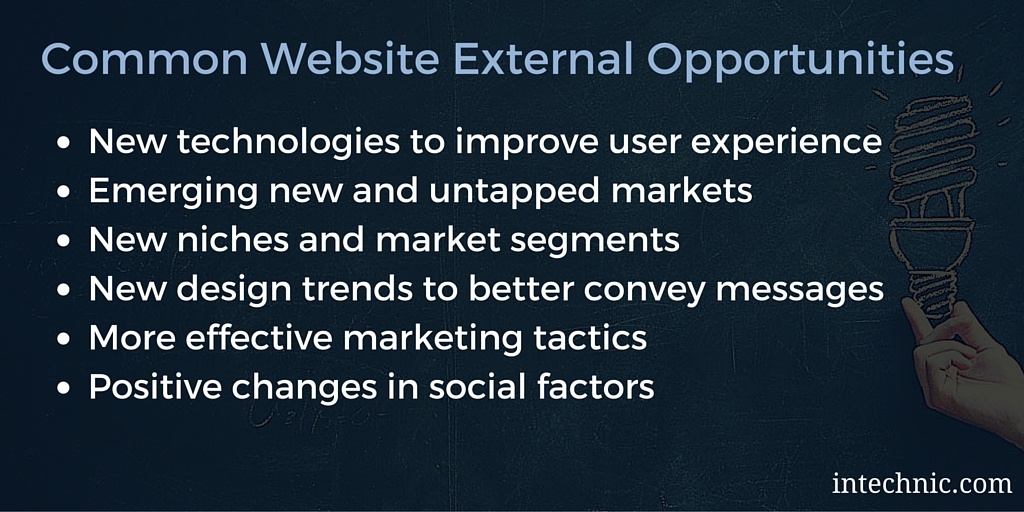 Common Website External Opportunities
• New technologies to improve user experience
• Emerging new and untapped markets
• New niches and market segments
• New design trends to better convey messages
• More effective marketing tactics
• Positive changes in social factors
intechnic.com